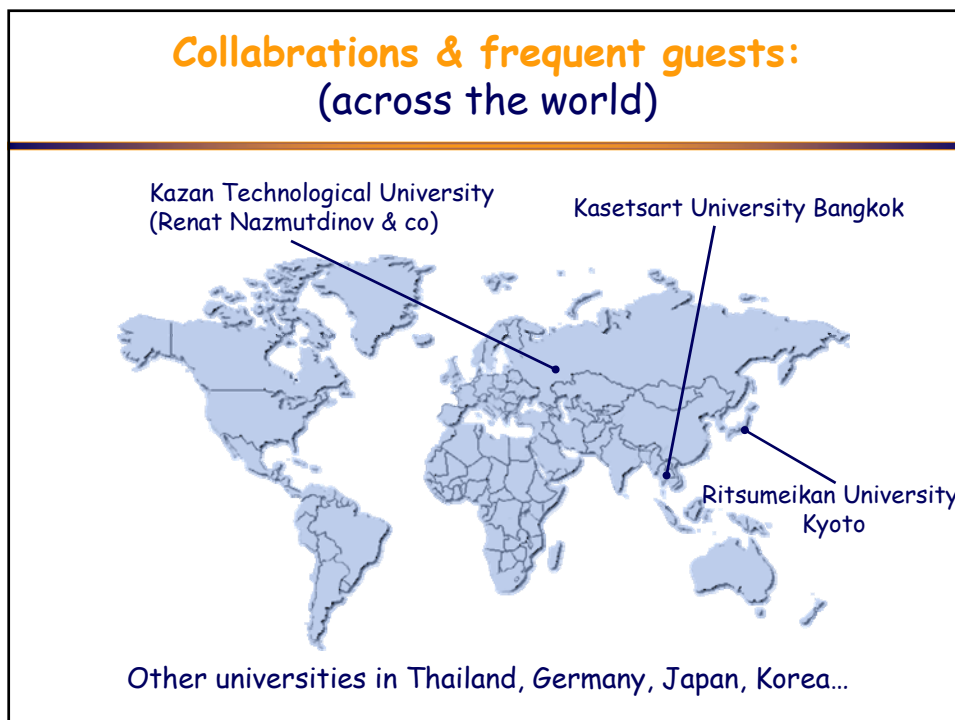 Collabrations & frequent guests:
(across the world)
Kazan Technological University
(Renat Nazmutdinov & co)
Kasetsart University Bangkok
Ritsumeikan University
Kyoto
Other universities in Thailand, Germany, Japan, Korea…